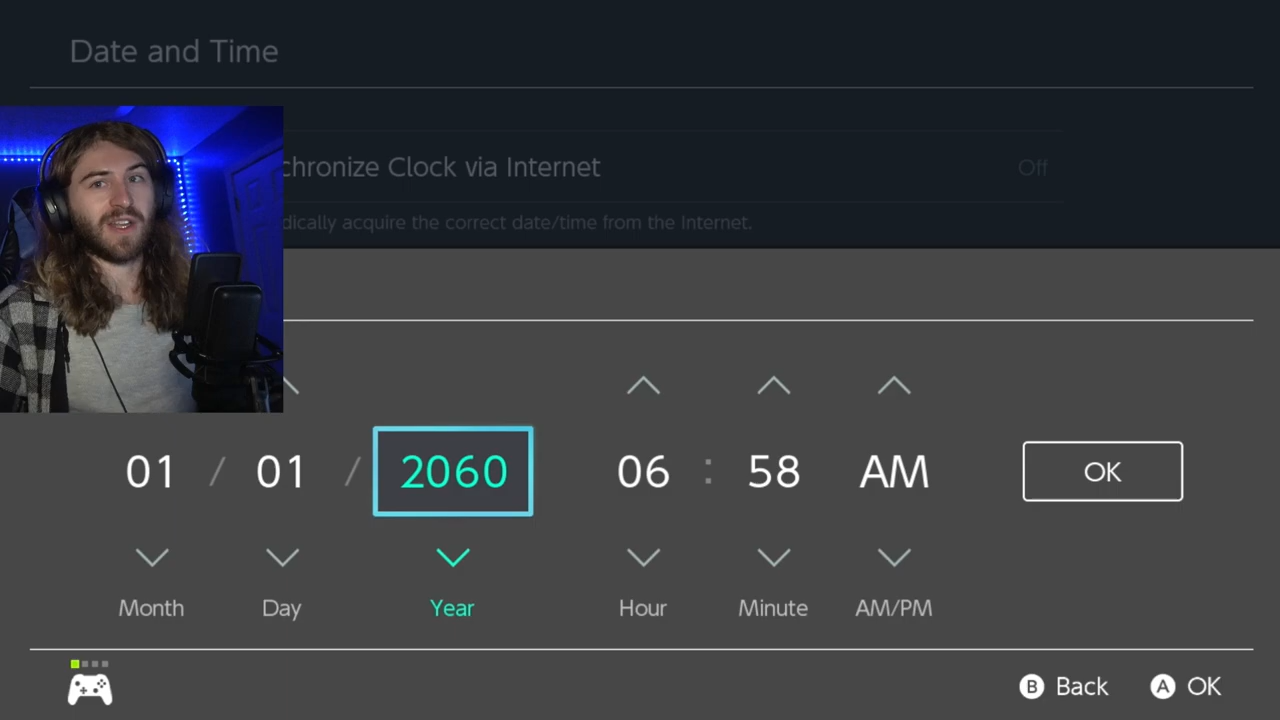 Date and Time
chronize Clock via Internet Off
dically acquire the correct date/time from the Internet.
01 / 01 / 2060 06 : 58 AM OK
Month Day Year Hour Minute AM/PM
B Back A OK